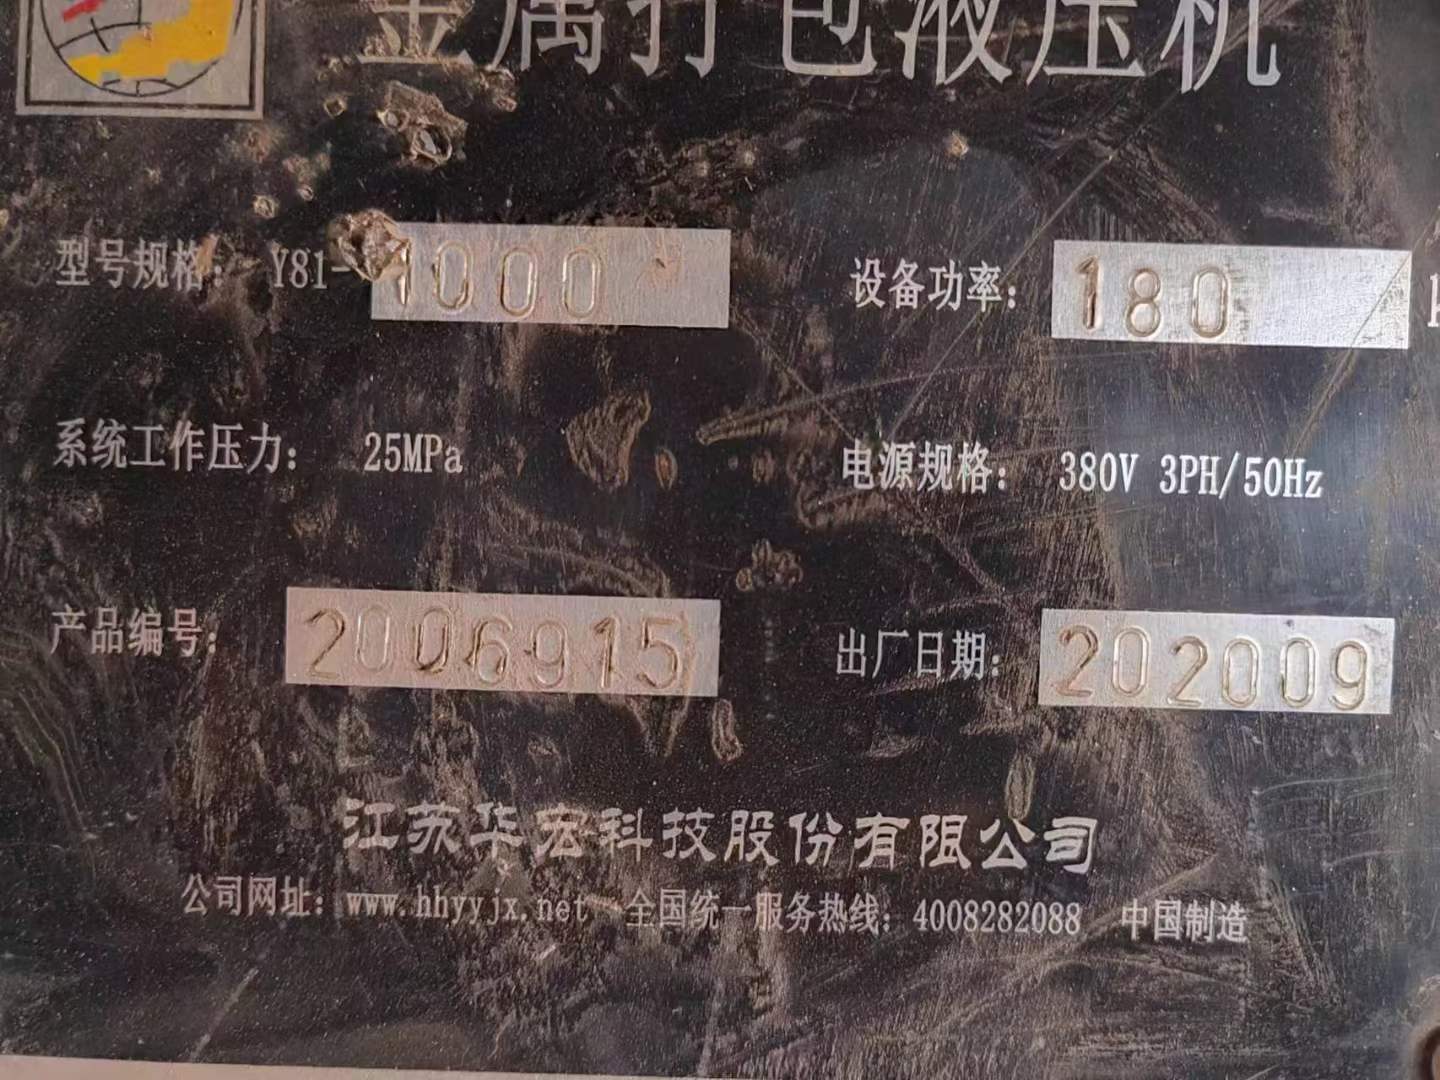 金属打包液压机
型号规格： Y81-1000 设备功率： 180
系统工作压力： 25MPa 电源规格： 380V 3PH/50Hz
产品编号： 2006915 出厂日期： 202009
江苏华宏科技股份有限公司
公司网址：www.hhyyjx.net 全国统一服务热线：4008282088 中国制造